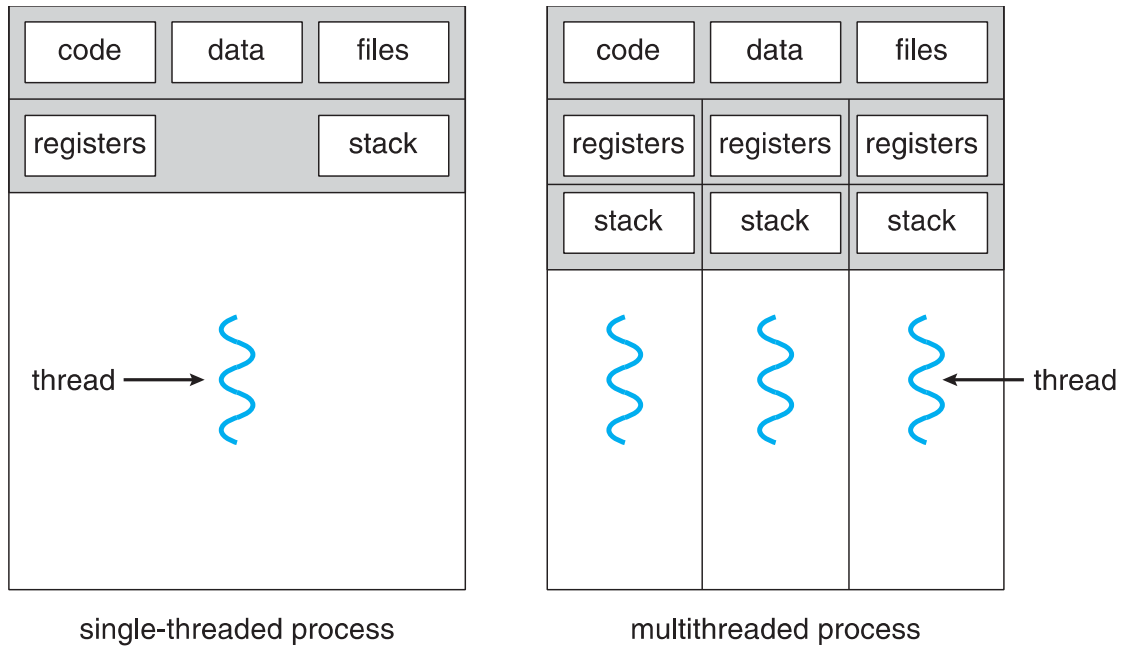 code data files
registers stack
thread
single-threaded process
code data files
registers registers registers
stack stack stack
thread
multithreaded process